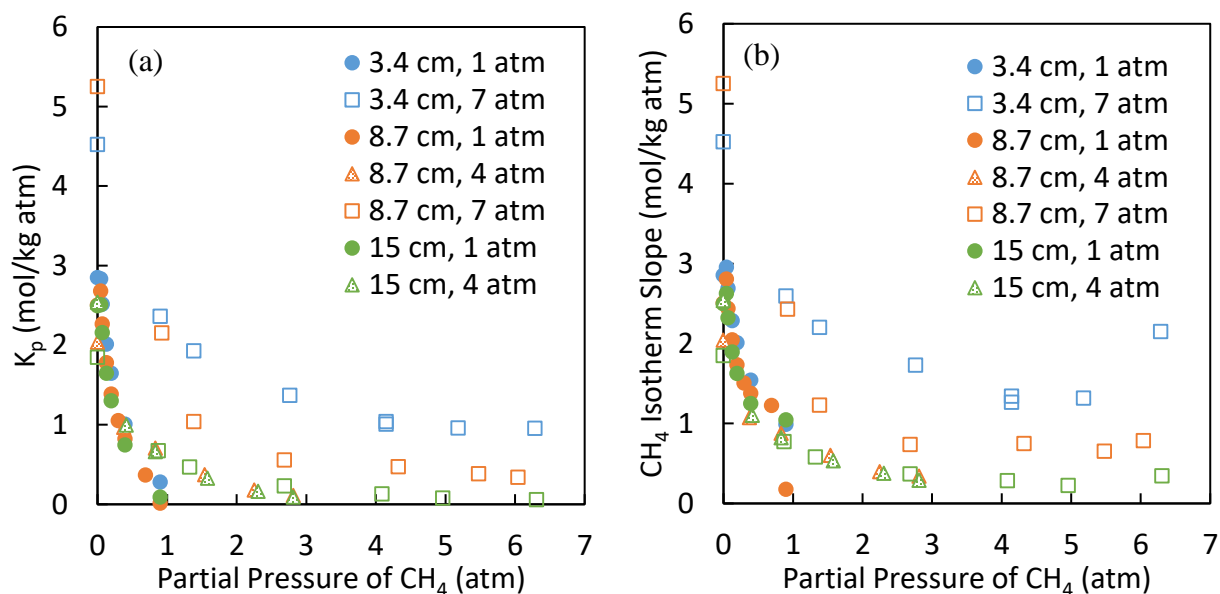 (a)
6
5
4
3
2
1
0
Kp (mol/kg atm)
3.4 cm, 1 atm
3.4 cm, 7 atm
8.7 cm, 1 atm
8.7 cm, 4 atm
8.7 cm, 7 atm
15 cm, 1 atm
15 cm, 4 atm
0 1 2 3 4 5 6 7
Partial Pressure of CH4 (atm)
(b)
6
5
4
3
2
1
0
CH4 Isotherm Slope (mol/kg atm)
3.4 cm, 1 atm
3.4 cm, 7 atm
8.7 cm, 1 atm
8.7 cm, 4 atm
8.7 cm, 7 atm
15 cm, 1 atm
15 cm, 4 atm
0 1 2 3 4 5 6 7
Partial Pressure of CH4 (atm)